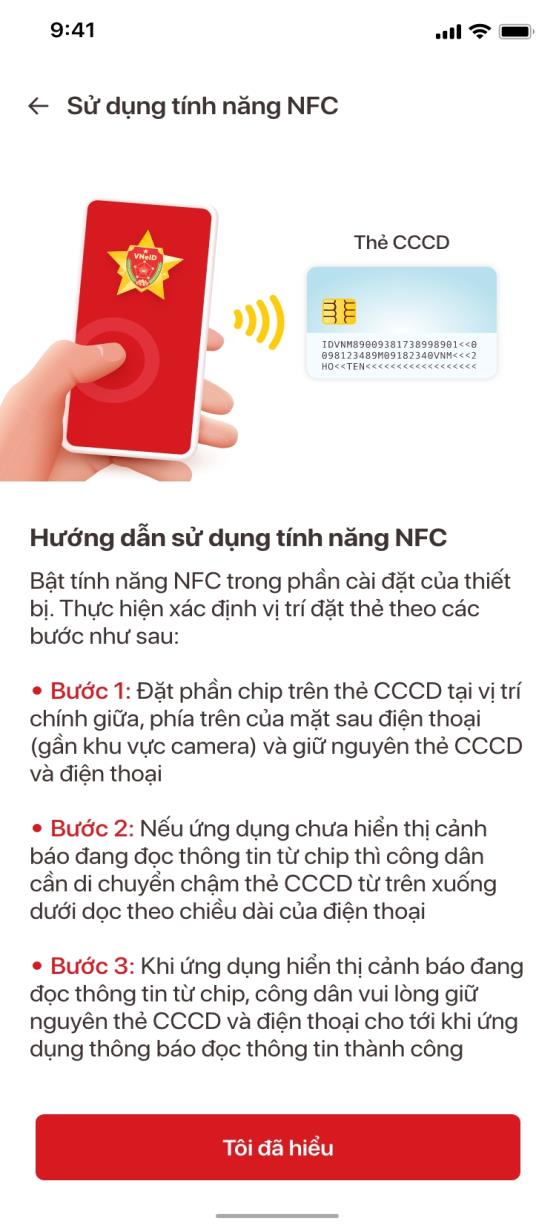 9:41
Sử dụng tính năng NFC
VNeID
Thẻ CCCD
IDVNM89009381738998901<<0
098123489M09182340VNM<<<2
HO<<TEN<<<<<<<<<<<<<<<<<<
Hướng dẫn sử dụng tính năng NFC
Bật tính năng NFC trong phần cài đặt của thiết
bị. Thực hiện xác định vị trí đặt thẻ theo các
bước như sau:
• Bước 1: Đặt phần chip trên thẻ CCCD tại vị trí
chính giữa, phía trên của mặt sau điện thoại
(gần khu vực camera) và giữ nguyên thẻ CCCD
và điện thoại
• Bước 2: Nếu ứng dụng chưa hiển thị cảnh
báo đang đọc thông tin từ chip thì công dân
cần di chuyển chậm thẻ CCCD từ trên xuống
dưới dọc theo chiều dài của điện thoại
• Bước 3: Khi ứng dụng hiển thị cảnh báo đang
đọc thông tin từ chip, công dân vui lòng giữ
nguyên thẻ CCCD và điện thoại cho tới khi ứng
dụng thông báo đọc thông tin thành công
Tôi đã hiểu